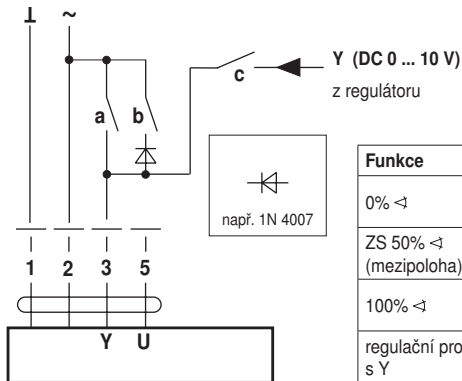 ⊥ ~
Y (DC 0 ... 10 V)
z regulátoru
a b c
např. 1N 4007
1 2 3 5
Y U
Funkce
0% ⊲
ZS 50% ⊲
(mezipoloha)
100% ⊲
regulační pro
s Y